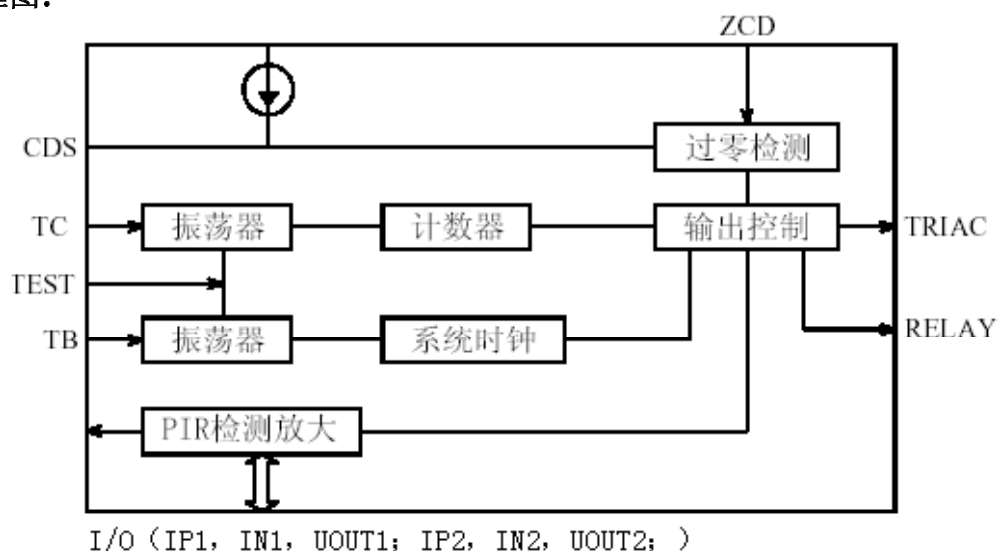 ZCD
CDS
过零检测
TC
振荡器
计数器
输出控制
TRIAC
TEST
TB
振荡器
系统时钟
RELAY
PIR检测放大
I/O（IP1, IN1, UOUT1; IP2, IN2, UOUT2; ）